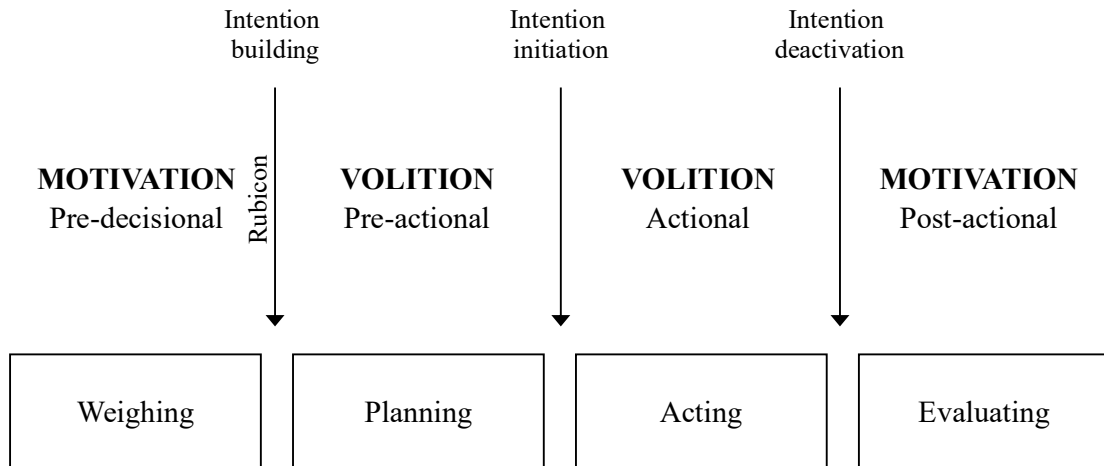 Intention
building
Intention
initiation
Intention
deactivation
MOTIVATION
Pre-decisional
Rubicon
VOLITION
Pre-actional
VOLITION
Actional
MOTIVATION
Post-actional
Weighing
Planning
Acting
Evaluating